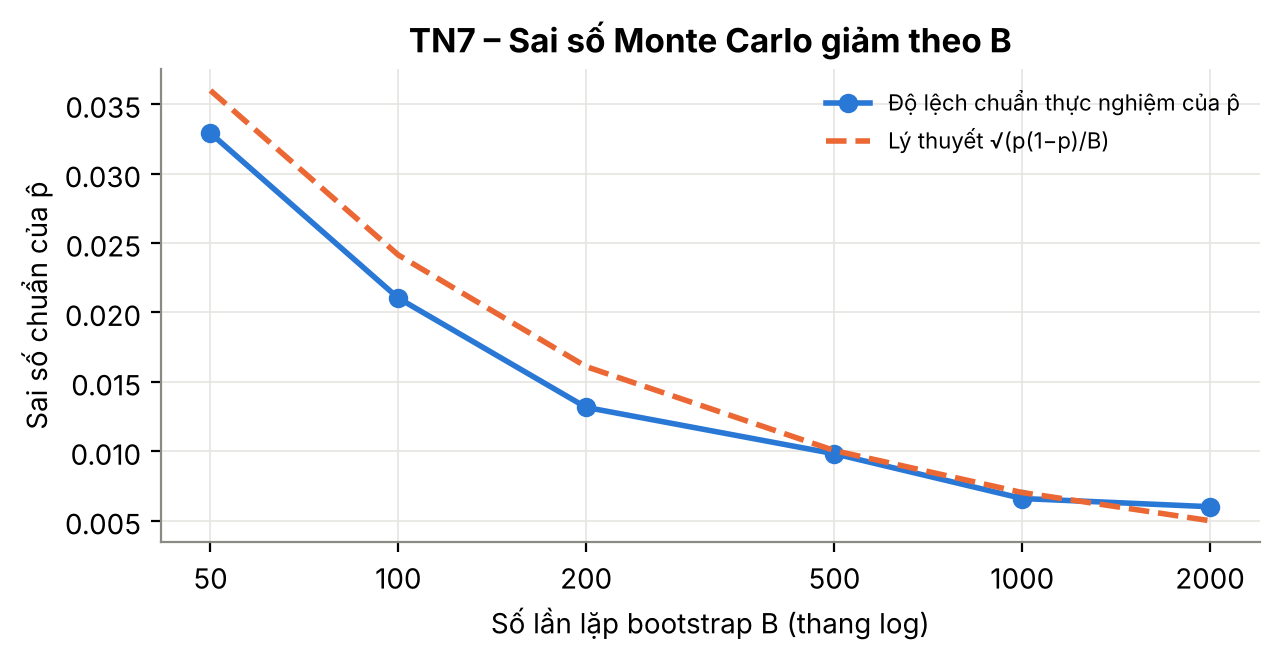 TN7 – Sai số Monte Carlo giảm theo B
Độ lệch chuẩn thực nghiệm của p̂
Lý thuyết √(p(1−p)/B)
Sai số chuẩn của p̂
0.035
0.030
0.025
0.020
0.015
0.010
0.005
50 100 200 500 1000 2000
Số lần lặp bootstrap B (thang log)